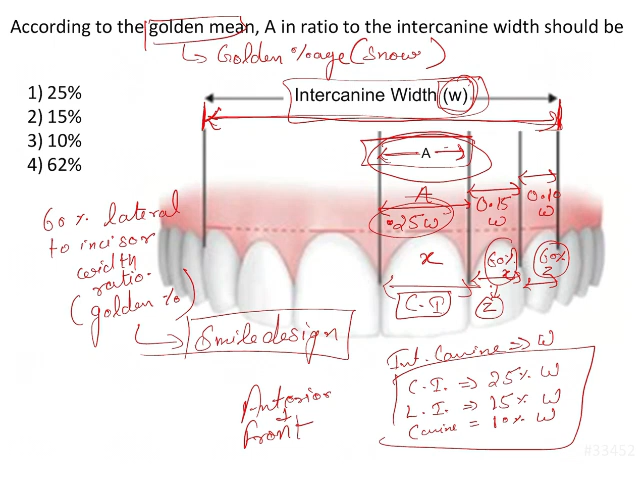 According to the golden mean, A in ratio to the intercanine width should be
↳ Golden %age (Snow)
1) 25%
2) 15%
3) 10%
4) 62%
Intercanine Width (w)
A
A
.25w
0.15 w
0.10 w
60% lateral
to incisor
width
ratio.
(golden %)
↳ Smile design
x
60% x
60% z
C.I
z
Anterior
Front
Int. Canine => W
C.I. => 25% W
L.I. => 15% W
Canine = 10% W
#33452